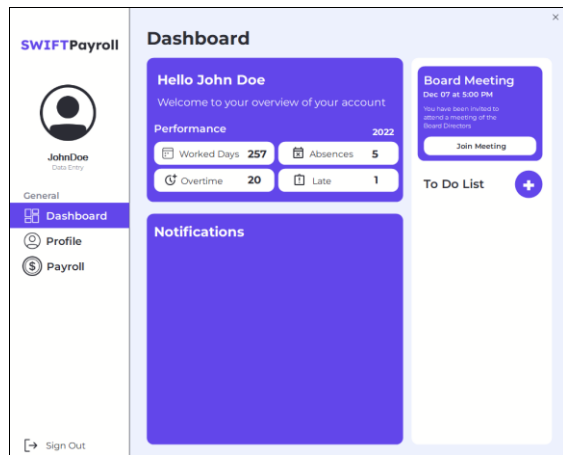 ×
SWIFTPayroll
JohnDoe
Data Entry
General
Dashboard
Profile
$ Payroll
Sign Out
Dashboard
Hello John Doe
Welcome to your overview of your account
Performance 2022
Worked Days 257
Absences 5
Overtime 20
Late 1
Notifications
Board Meeting
Dec 07 at 5:00 PM
You have been invited to
attend a meeting of the
Board Directors
Join Meeting
To Do List +